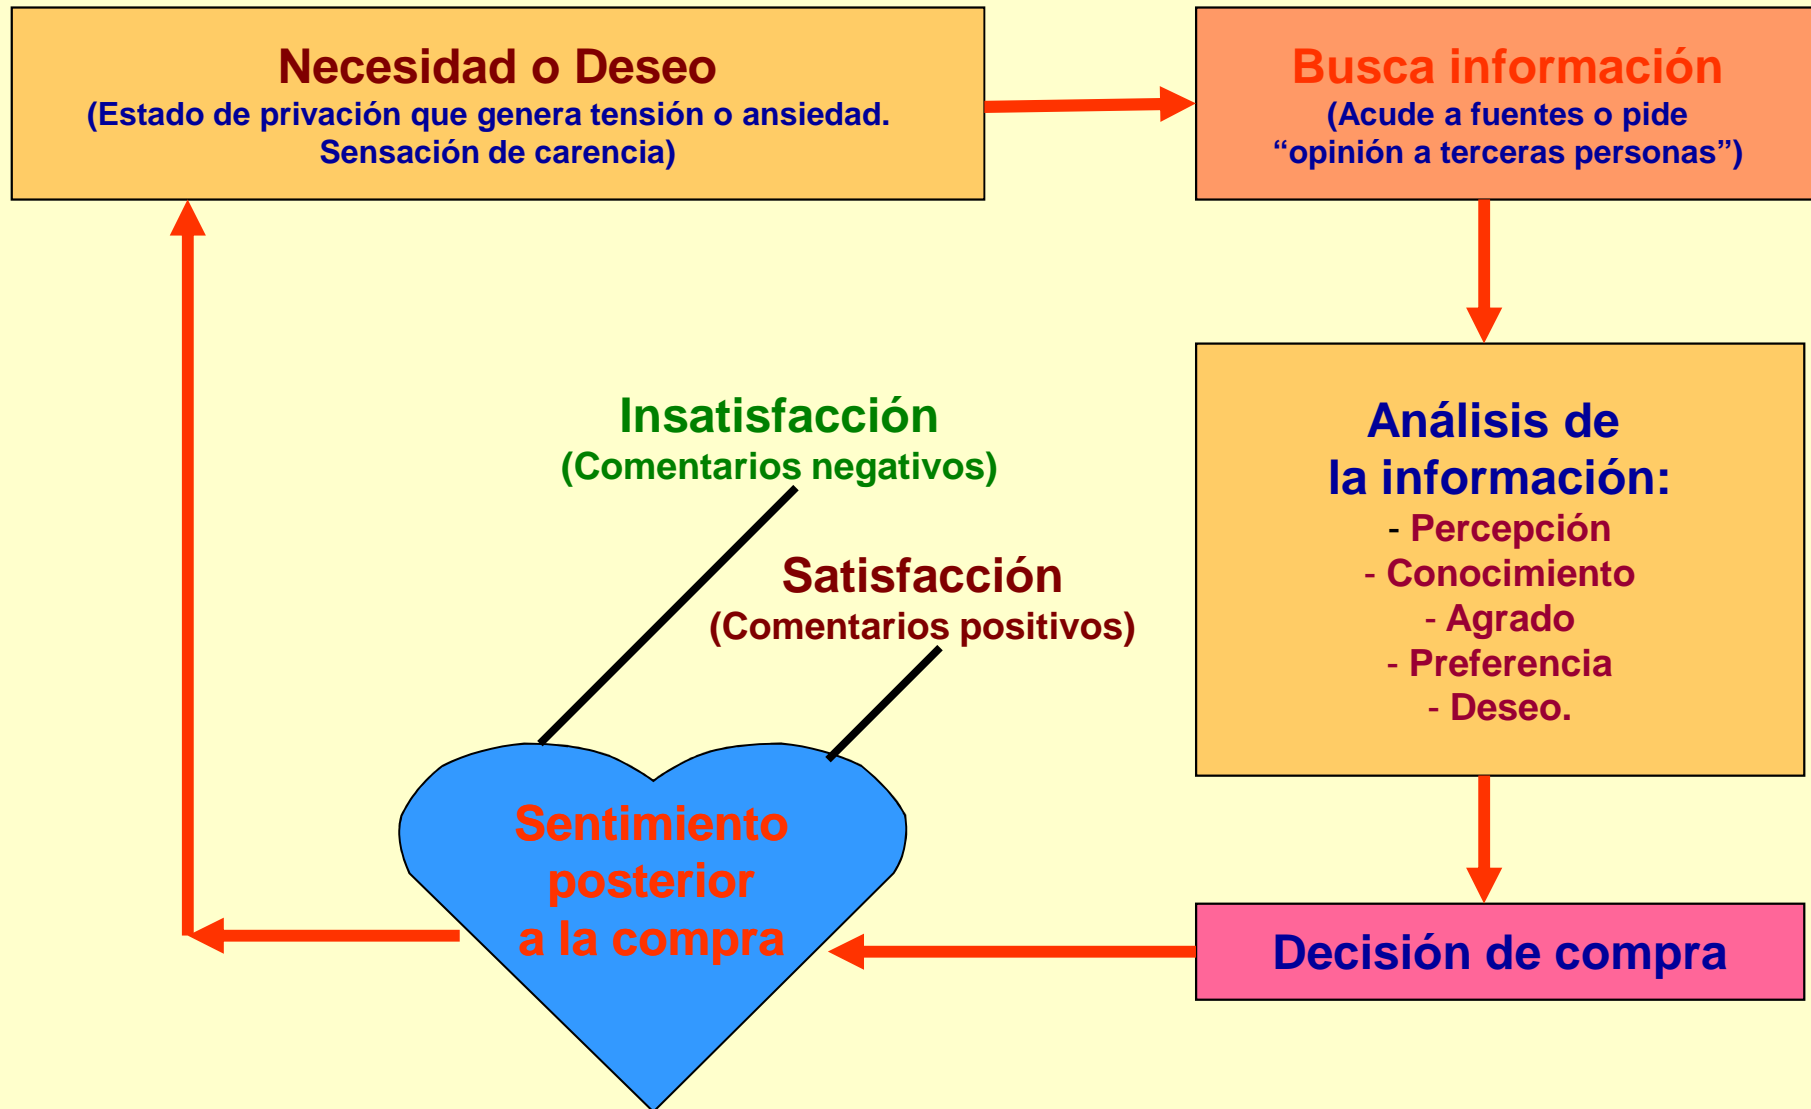 Necesidad o Deseo
(Estado de privación que genera tensión o ansiedad.
Sensación de carencia)
Busca información
(Acude a fuentes o pide
“opinión a terceras personas”)
Insatisfacción
(Comentarios negativos)
Satisfacción
(Comentarios positivos)
Análisis de
la información:
- Percepción
- Conocimiento
- Agrado
- Preferencia
- Deseo.
Sentimiento
posterior
a la compra
Decisión de compra